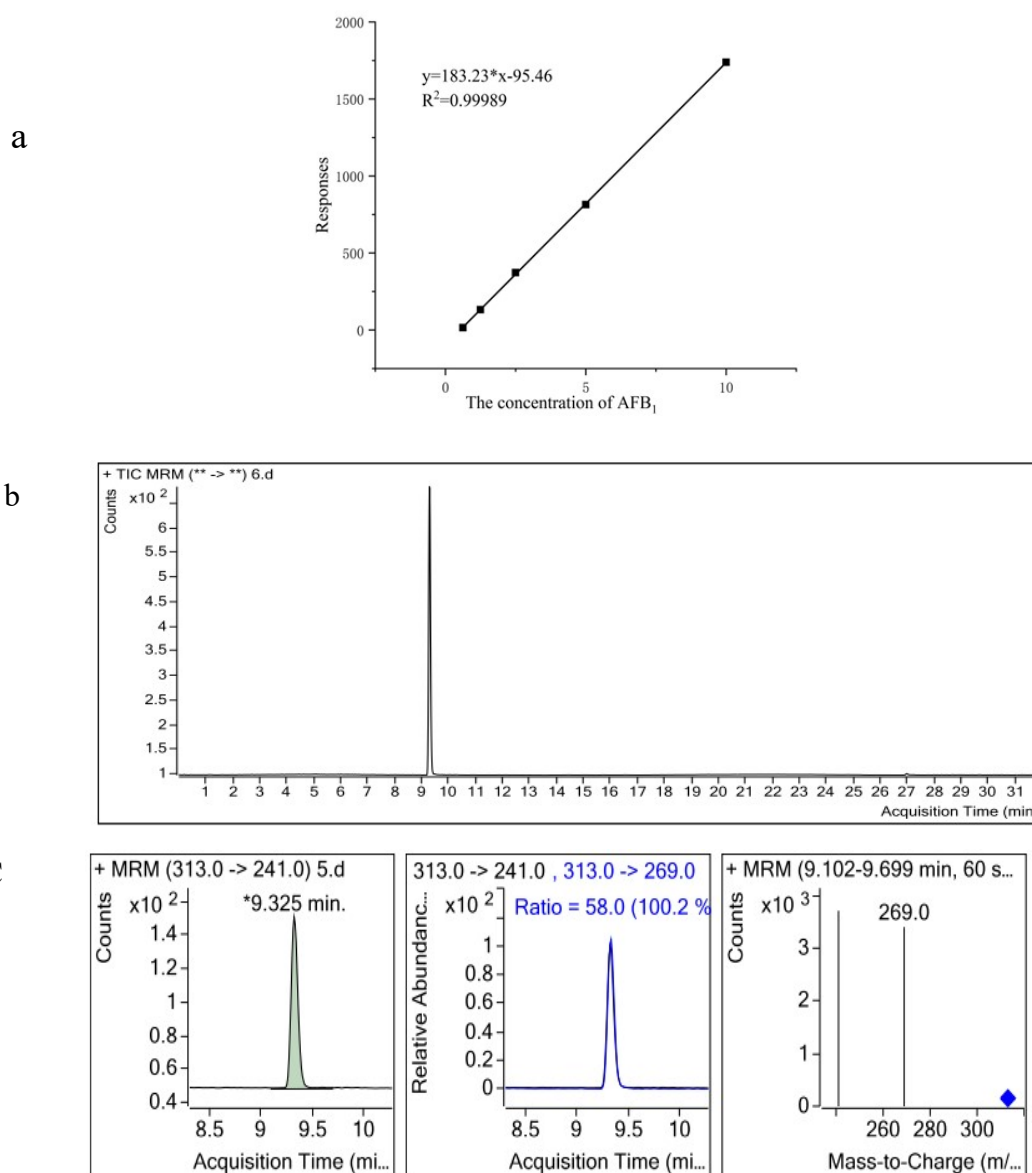 a
2000
1500
1000
500
0
Responses
y=183.23*x-95.46
R²=0.99989
0 5 10
The concentration of AFB₁
b
+ TIC MRM (** -> **) 6.d
Counts
x10 ²
6
5.5
5
4.5
4
3.5
3
2.5
2
1.5
1
1 2 3 4 5 6 7 8 9 10 11 12 13 14 15 16 17 18 19 20 21 22 23 24 25 26 27 28 29 30 31
Acquisition Time (min
+ MRM (313.0 -> 241.0) 5.d
Counts
x10 ²
*9.325 min.
1.4
1.2
1
0.8
0.6
0.4
8.5 9 9.5 10
Acquisition Time (mi...
313.0 -> 241.0 , 313.0 -> 269.0
Relative Abundanc...
x10 ²
Ratio = 58.0 (100.2 %
1
0.8
0.6
0.4
0.2
0
8.5 9 9.5 10
Acquisition Time (mi...
+ MRM (9.102-9.699 min, 60 s...
Counts
x10 3
269.0
3
2
1
0
260 280 300
Mass-to-Charge (m/...